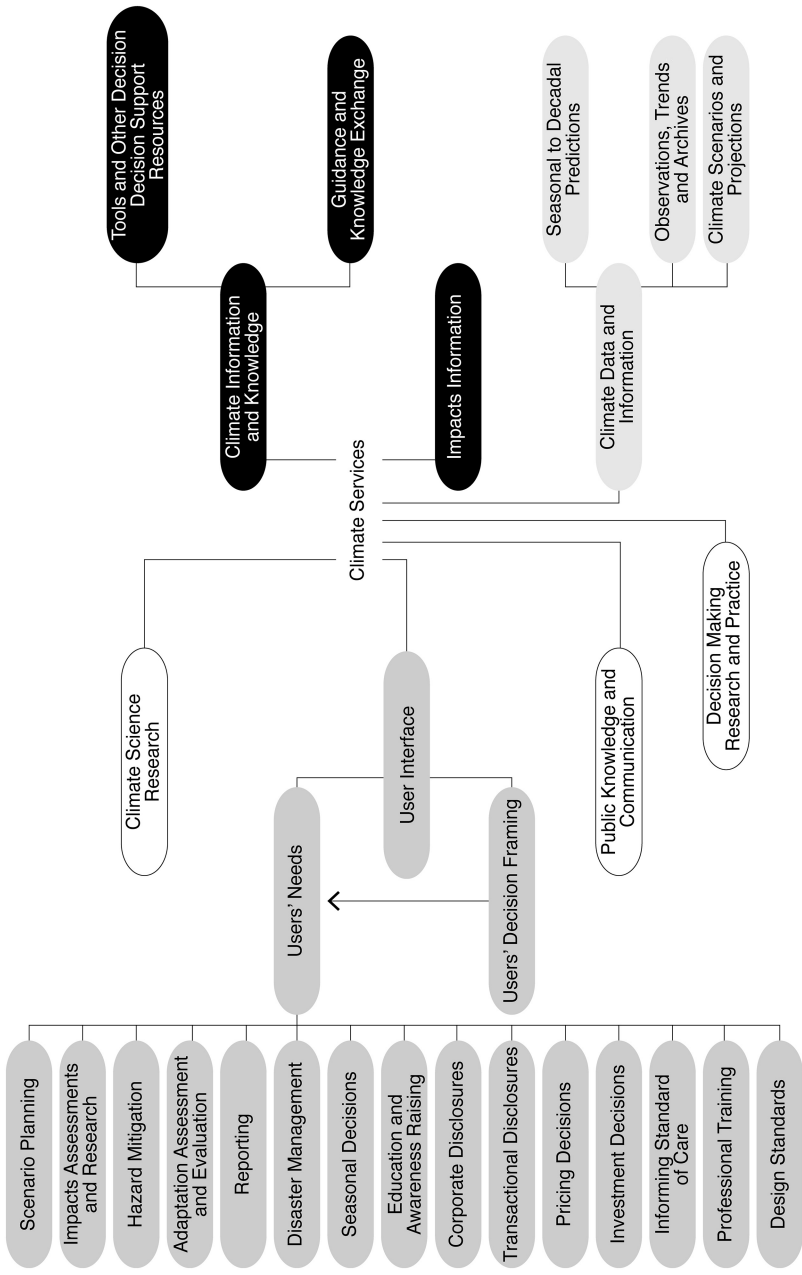 Tools and Other Decision
Decision Support
Resources
Guidance and
Knowledge Exchange
Seasonal to Decadal
Predictions
Observations, Trends
and Archives
Climate Scenarios and
Projections
Climate Information
and Knowledge
Impacts Information
Climate Data and
Information
Climate Services
Climate Science
Research
User Interface
Public Knowledge and
Communication
Decision Making
Research and Practice
Users’ Needs
Users’ Decision Framing
Scenario Planning
Impacts Assessments
and Research
Hazard Mitigation
Adaptation Assessment
and Evaluation
Reporting
Disaster Management
Seasonal Decisions
Education and
Awareness Raising
Corporate Disclosures
Transactional Disclosures
Pricing Decisions
Investment Decisions
Informing Standard
of Care
Professional Training
Design Standards